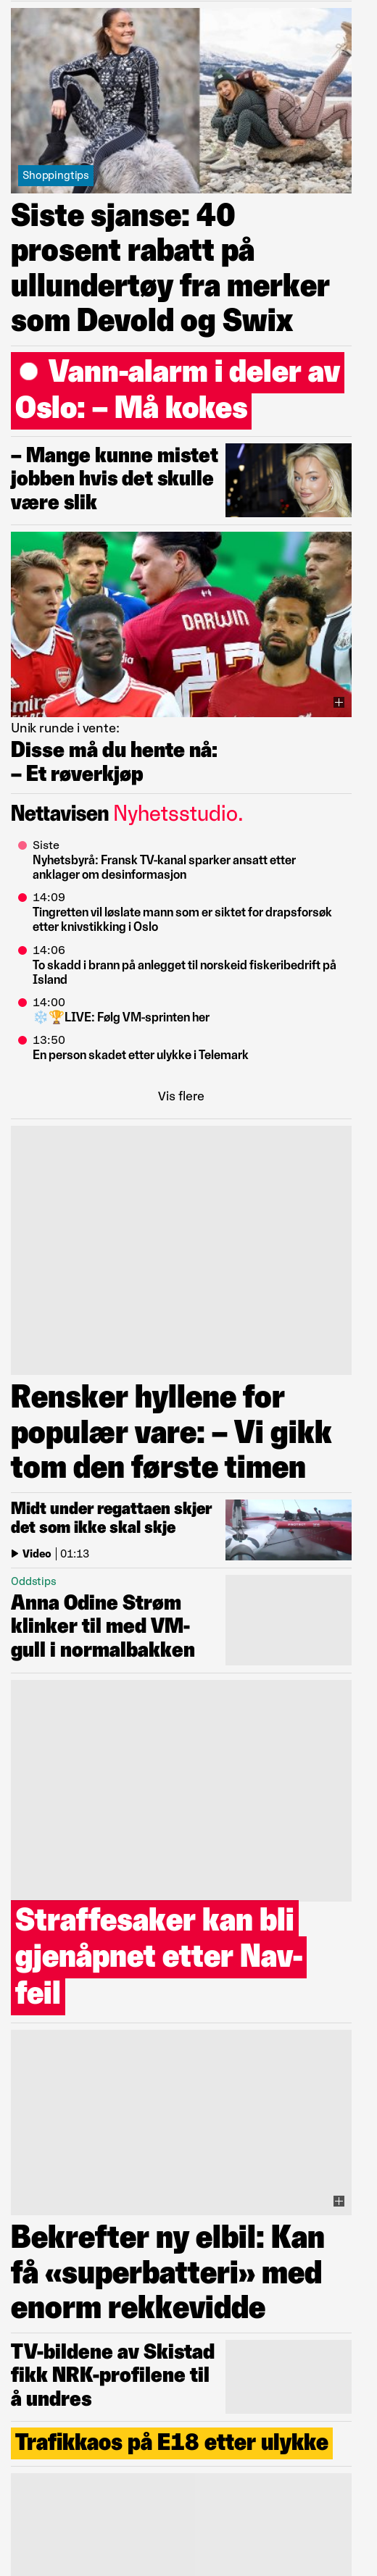 Shoppingtips
Siste sjanse: 40
prosent rabatt på
ullundertøy fra merker
som Devold og Swix
Vann-alarm i deler av
Oslo: – Må kokes
– Mange kunne mistet
jobben hvis det skulle
være slik
DARWIN
27
Unik runde i vente:
Disse må du hente nå:
– Et røverkjøp
Nettavisen Nyhetsstudio.
Siste
Nyhetsbyrå: Fransk TV-kanal sparker ansatt etter
anklager om desinformasjon
14:09
Tingretten vil løslate mann som er siktet for drapsforsøk
etter knivstikking i Oslo
14:06
To skadd i brann på anlegget til norskeid fiskeribedrift på
Island
14:00
❄️🏆LIVE: Følg VM-sprinten her
13:50
En person skadet etter ulykke i Telemark
Vis flere
Rensker hyllene for
populær vare: – Vi gikk
tom den første timen
Midt under regattaen skjer
det som ikke skal skje
Video | 01:13
Oddstips
Anna Odine Strøm
klinker til med VM-
gull i normalbakken
Straffesaker kan bli
gjenåpnet etter Nav-
feil
Bekrefter ny elbil: Kan
få «superbatteri» med
enorm rekkevidde
TV-bildene av Skistad
fikk NRK-profilene til
å undres
Trafikkaos på E18 etter ulykke